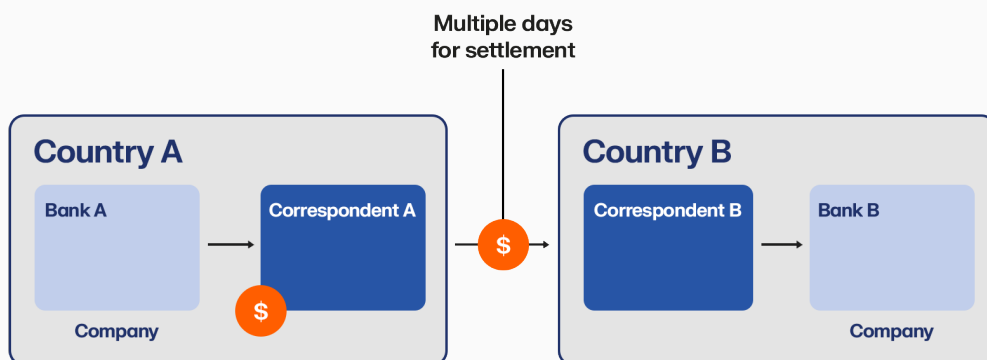 Multiple days
for settlement
Country A
Bank A
Correspondent A
$
Company
$
Country B
Correspondent B
Bank B
Company